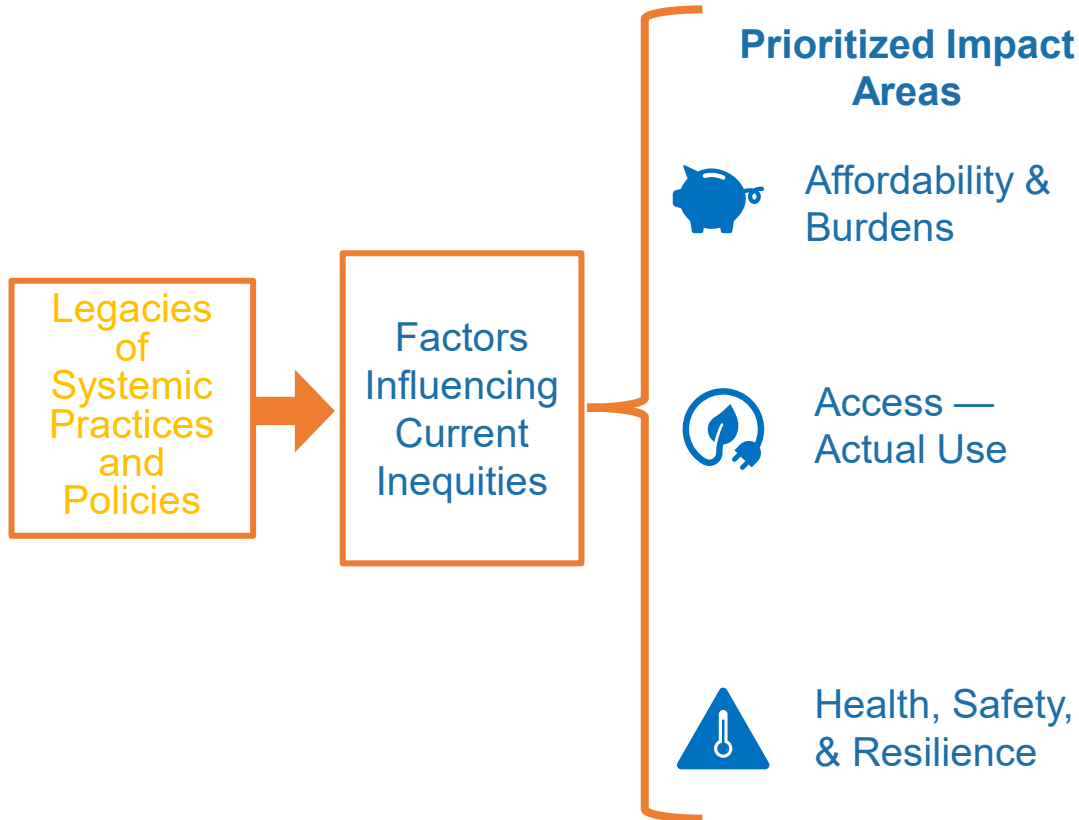 Legacies
of
Systemic
Practices
and
Policies
Factors
Influencing
Current
Inequities
Prioritized Impact
Areas
Affordability &
Burdens
Access —
Actual Use
Health, Safety,
& Resilience